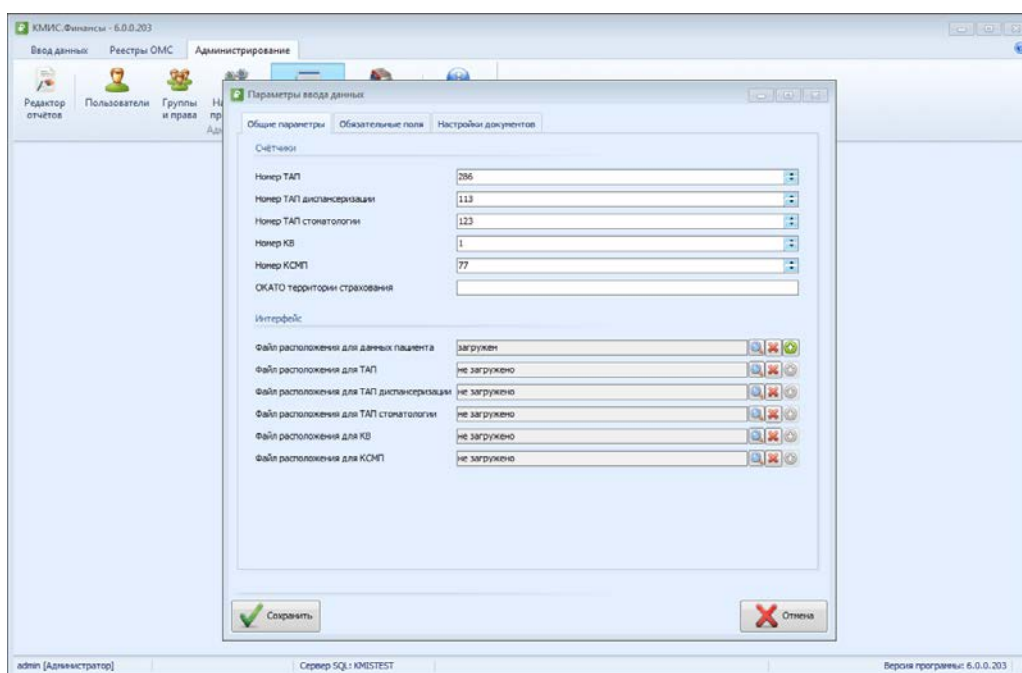 КМИС.Финансы - 6.0.0.203
Ввод данных Реестры ОМС Администрирование
Редактор отчётов Пользователи Группы и права
Параметры ввода данных
Общие параметры Обязательные поля Настройки документов
Счётчики
Номер ТАП 286
Номер ТАП диспансеризации 113
Номер ТАП стоматологии 123
Номер КВ 1
Номер КСМП 77
ОКАТО территории страхования
Интерфейс
Файл расположения для данных пациента загружен
Файл расположения для ТАП не загружено
Файл расположения для ТАП диспансеризации не загружено
Файл расположения для ТАП стоматологии не загружено
Файл расположения для КВ не загружено
Файл расположения для КСМП не загружено
Сохранить Отмена
admin [Администратор] Сервер SQL: KMISTEST Версия программы: 6.0.0.203